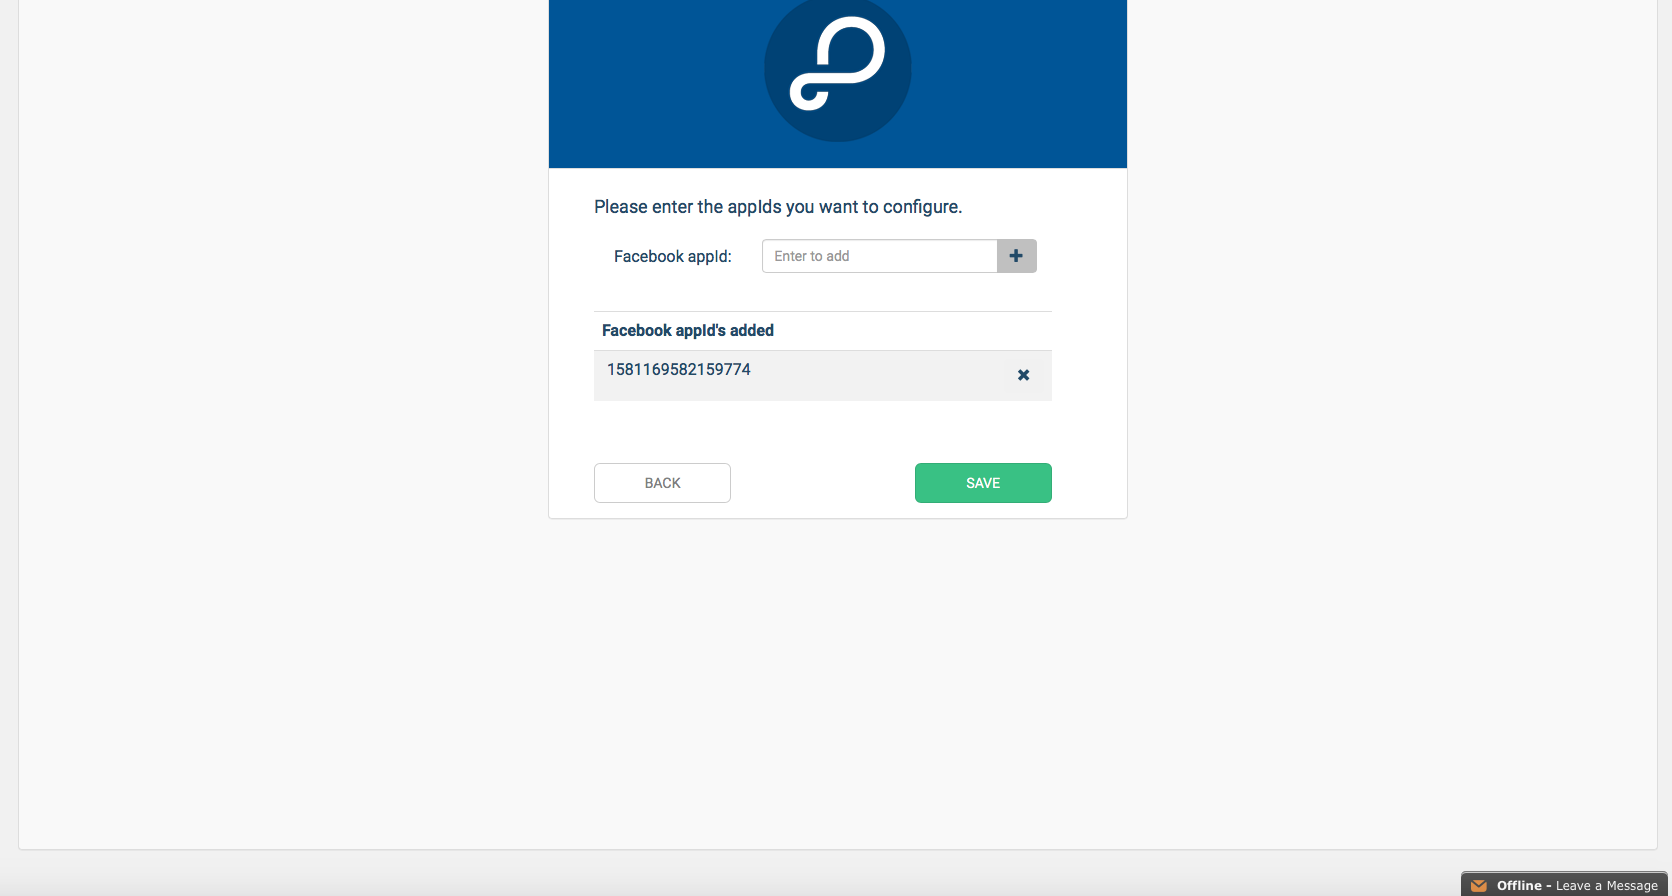 Please enter the appIds you want to configure.
Facebook appId:
Enter to add
Facebook appId's added
1581169582159774
BACK
SAVE
Offline - Leave a Message